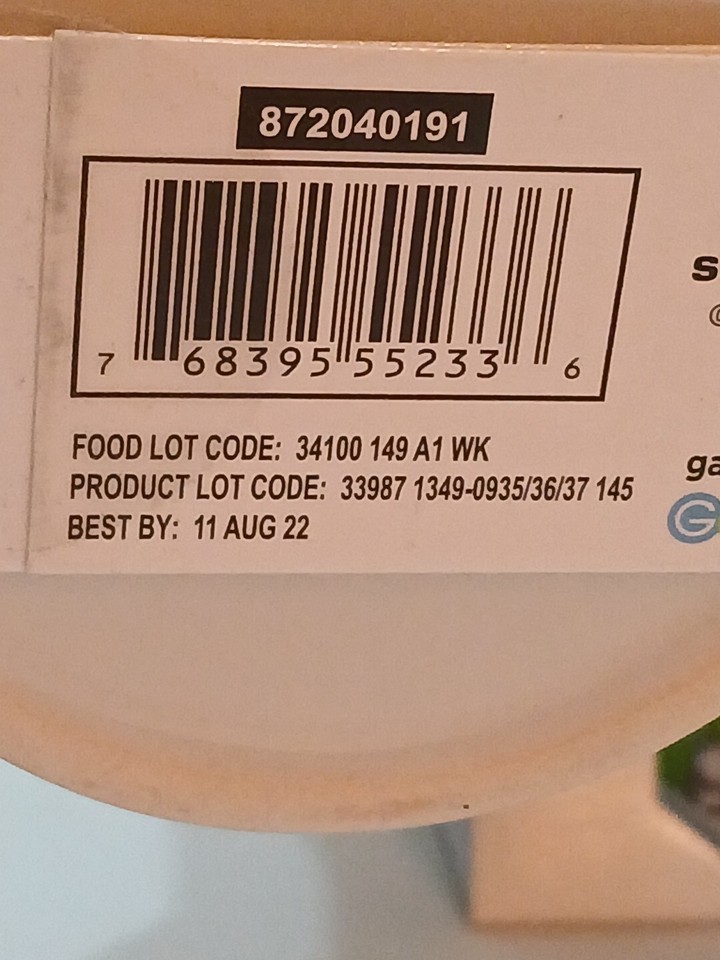 872040191
7 68395 55233 6
FOOD LOT CODE: 34100 149 A1 WK
PRODUCT LOT CODE: 33987 1349-0935/36/37 145
BEST BY: 11 AUG 22